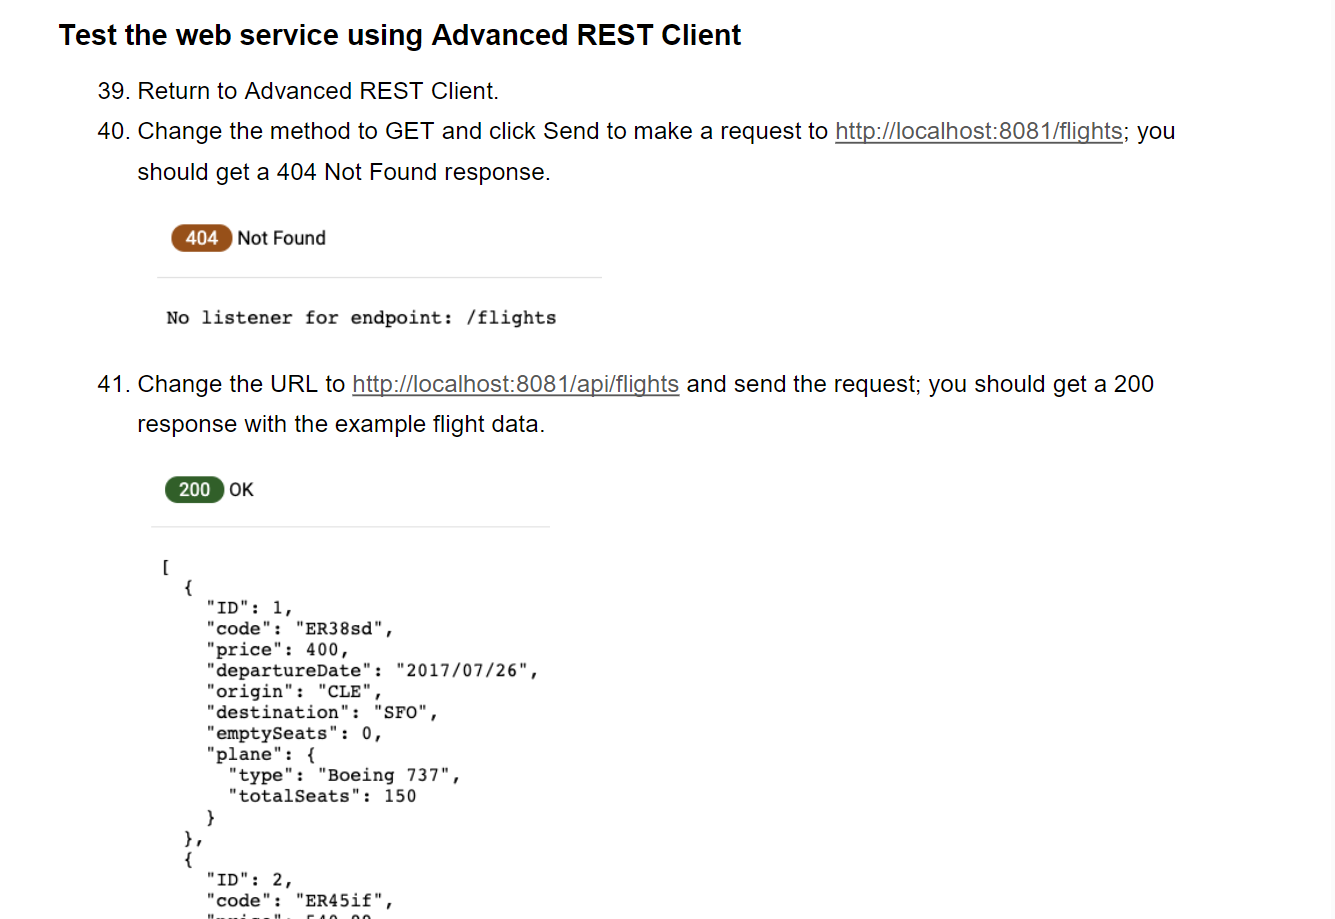 Test the web service using Advanced REST Client
39. Return to Advanced REST Client.
40. Change the method to GET and click Send to make a request to http://localhost:8081/flights; you
should get a 404 Not Found response.
404 Not Found
No listener for endpoint: /flights
41. Change the URL to http://localhost:8081/api/flights and send the request; you should get a 200
response with the example flight data.
200 OK
[
{
"ID": 1,
"code": "ER38sd",
"price": 400,
"departureDate": "2017/07/26",
"origin": "CLE",
"destination": "SFO",
"emptySeats": 0,
"plane": {
"type": "Boeing 737",
"totalSeats": 150
}
},
{
"ID": 2,
"code": "ER45if",